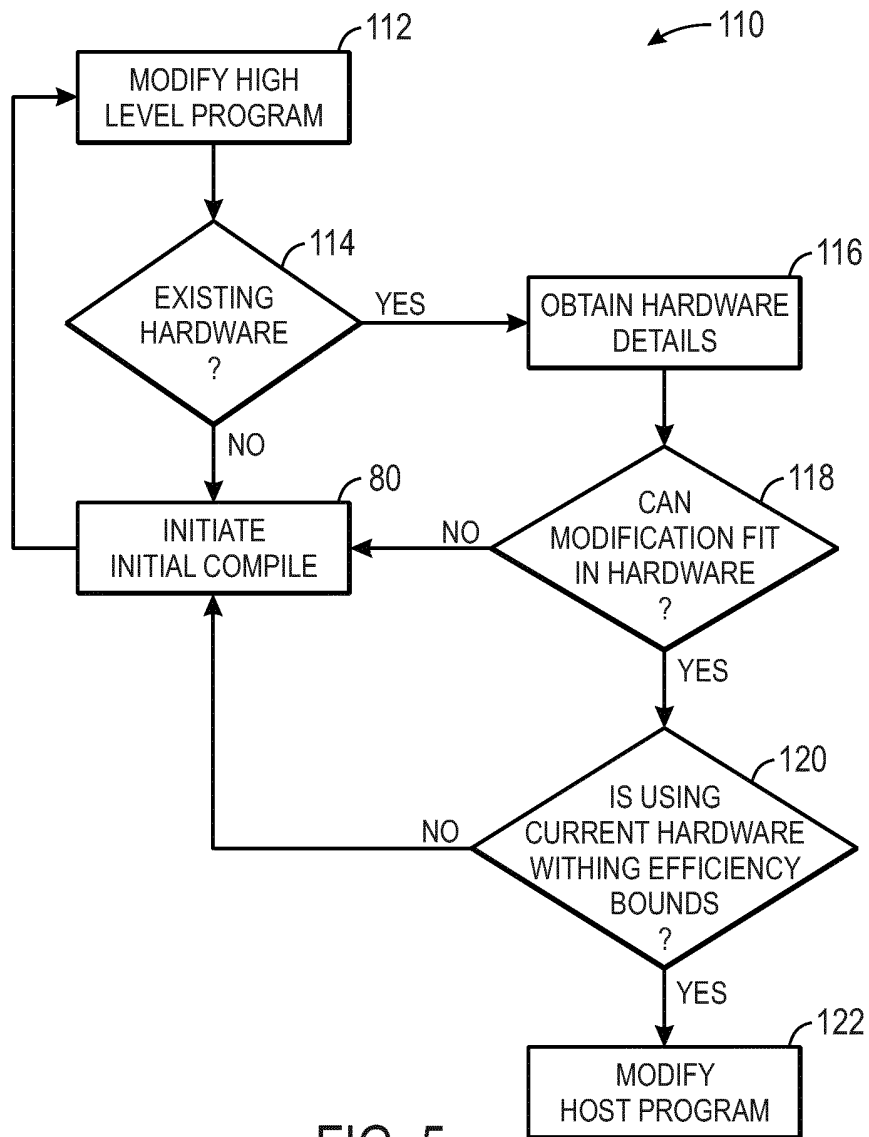 110
112
MODIFY HIGH
LEVEL PROGRAM
114
EXISTING
HARDWARE
?
YES
NO
116
OBTAIN HARDWARE
DETAILS
80
INITIATE
INITIAL COMPILE
118
CAN
MODIFICATION FIT
IN HARDWARE
?
NO
YES
120
IS USING
CURRENT HARDWARE
WITHING EFFICIENCY
BOUNDS
?
NO
YES
122
MODIFY
HOST PROGRAM
FIG. 5